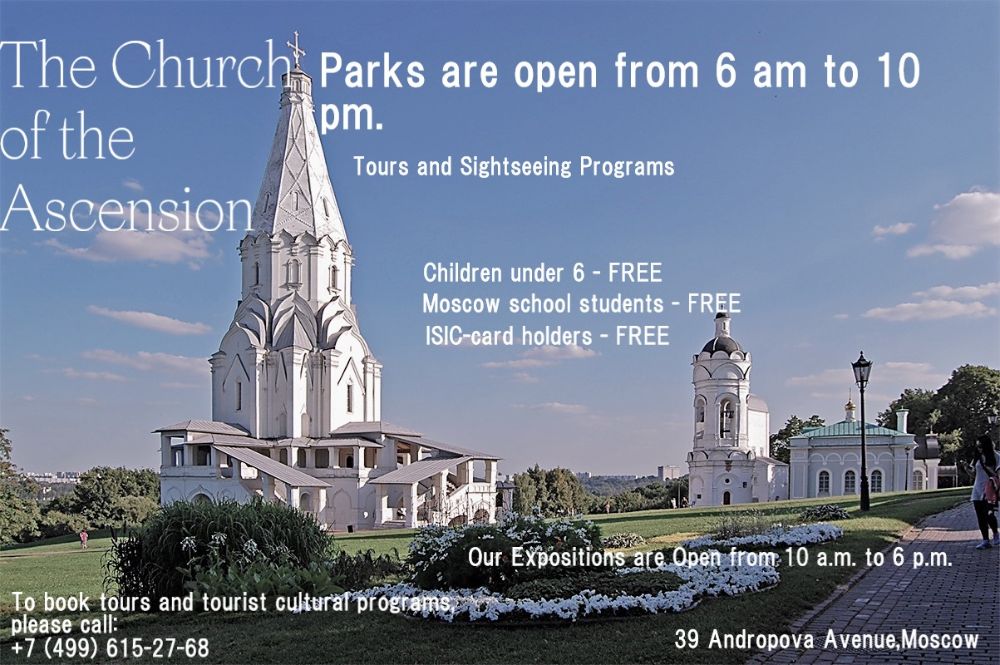 The Church
of the
Ascension
Parks are open from 6 am to 10
pm.
Tours and Sightseeing Programs
Children under 6 - FREE
Moscow school students - FREE
ISIC-card holders - FREE
Our Expositions are Open from 10 a.m. to 6 p.m.
To book tours and tourist cultural programs,
please call:
+7 (499) 615-27-68
39 Andropova Avenue,Moscow